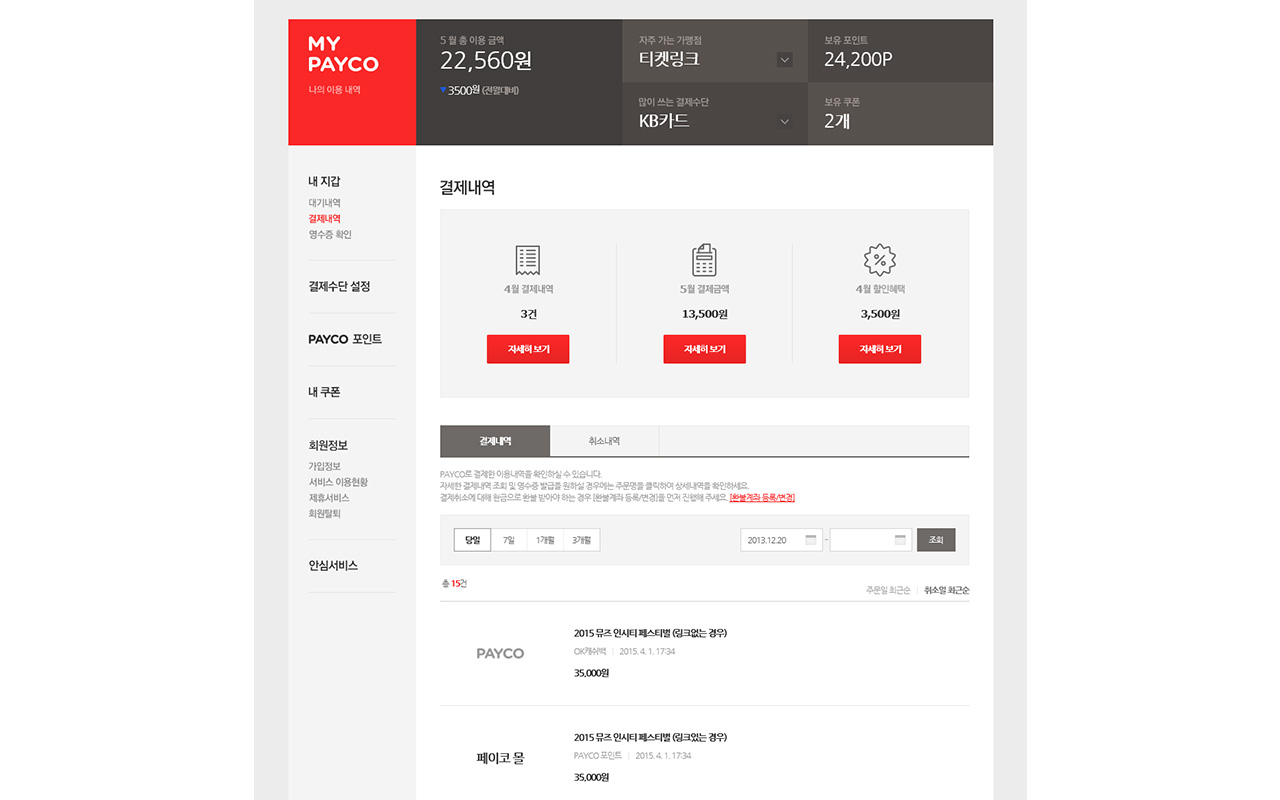 MY
PAYCO
나의 이용 내역
5월 총 이용 금액
22,560원
▼3500원 (전월대비)
자주 가는 가맹점
티켓링크
많이 쓰는 결제수단
KB카드
보유 포인트
24,200P
보유 쿠폰
2개
내 지갑
대기내역
결제내역
영수증 확인
결제수단 설정
PAYCO 포인트
내 쿠폰
회원정보
가입정보
서비스 이용현황
제휴서비스
회원탈퇴
안심서비스
결제내역
4월 결제내역
3건
자세히 보기
5월 결제금액
13,500원
자세히 보기
4월 할인혜택
3,500원
자세히 보기
결제내역 취소내역
PAYCO로 결제한 이용내역을 확인하실 수 있습니다.
자세한 결제내역 조회 및 영수증 발급을 원하실 경우에는 주문명을 클릭하여 상세내역을 확인하세요.
결제취소에 대해 현금으로 환불 받아야 하는 경우 [환불계좌 등록/변경]을 먼저 진행해 주세요. [환불계좌 등록/변경]
당일 7일 1개월 3개월 2013.12.20 - 조회
총 15건
주문일 최근순 | 취소일 최근순
PAYCO
2015 뮤즈 인시티 페스티벌 (링크없는 경우)
OK캐쉬백 | 2015. 4. 1. 17:34
35,000원
페이코 몰
2015 뮤즈 인시티 페스티벌 (링크있는 경우)
PAYCO 포인트 | 2015. 4. 1. 17:34
35,000원